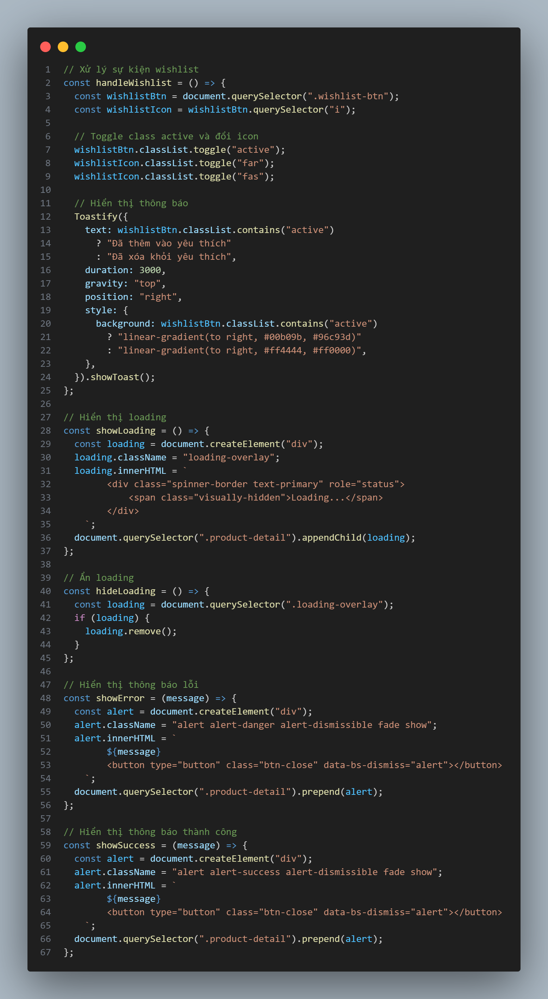 1 // Xử lý sự kiện wishlist
2 const handleWishlist = () => {
3   const wishlistBtn = document.querySelector(".wishlist-btn");
4   const wishlistIcon = wishlistBtn.querySelector("i");
5
6   // Toggle class active và đổi icon
7   wishlistBtn.classList.toggle("active");
8   wishlistIcon.classList.toggle("far");
9   wishlistIcon.classList.toggle("fas");
10
11   // Hiển thị thông báo
12   Toastify({
13     text: wishlistBtn.classList.contains("active")
14       ? "Đã thêm vào yêu thích"
15       : "Đã xóa khỏi yêu thích",
16     duration: 3000,
17     gravity: "top",
18     position: "right",
19     style: {
20       background: wishlistBtn.classList.contains("active")
21         ? "linear-gradient(to right, #00b09b, #96c93d)"
22         : "linear-gradient(to right, #ff4444, #ff0000)",
23     },
24   }).showToast();
25 };
26
27 // Hiển thị loading
28 const showLoading = () => {
29   const loading = document.createElement("div");
30   loading.className = "loading-overlay";
31   loading.innerHTML = `
32         <div class="spinner-border text-primary" role="status">
33             <span class="visually-hidden">Loading...</span>
34         </div>
35     `;
36   document.querySelector(".product-detail").appendChild(loading);
37 };
38
39 // Ẩn loading
40 const hideLoading = () => {
41   const loading = document.querySelector(".loading-overlay");
42   if (loading) {
43     loading.remove();
44   }
45 };
46
47 // Hiển thị thông báo lỗi
48 const showError = (message) => {
49   const alert = document.createElement("div");
50   alert.className = "alert alert-danger alert-dismissible fade show";
51   alert.innerHTML = `
52         ${message}
53         <button type="button" class="btn-close" data-bs-dismiss="alert"></button>
54     `;
55   document.querySelector(".product-detail").prepend(alert);
56 };
57
58 // Hiển thị thông báo thành công
59 const showSuccess = (message) => {
60   const alert = document.createElement("div");
61   alert.className = "alert alert-success alert-dismissible fade show";
62   alert.innerHTML = `
63         ${message}
64         <button type="button" class="btn-close" data-bs-dismiss="alert"></button>
65     `;
66   document.querySelector(".product-detail").prepend(alert);
67 };